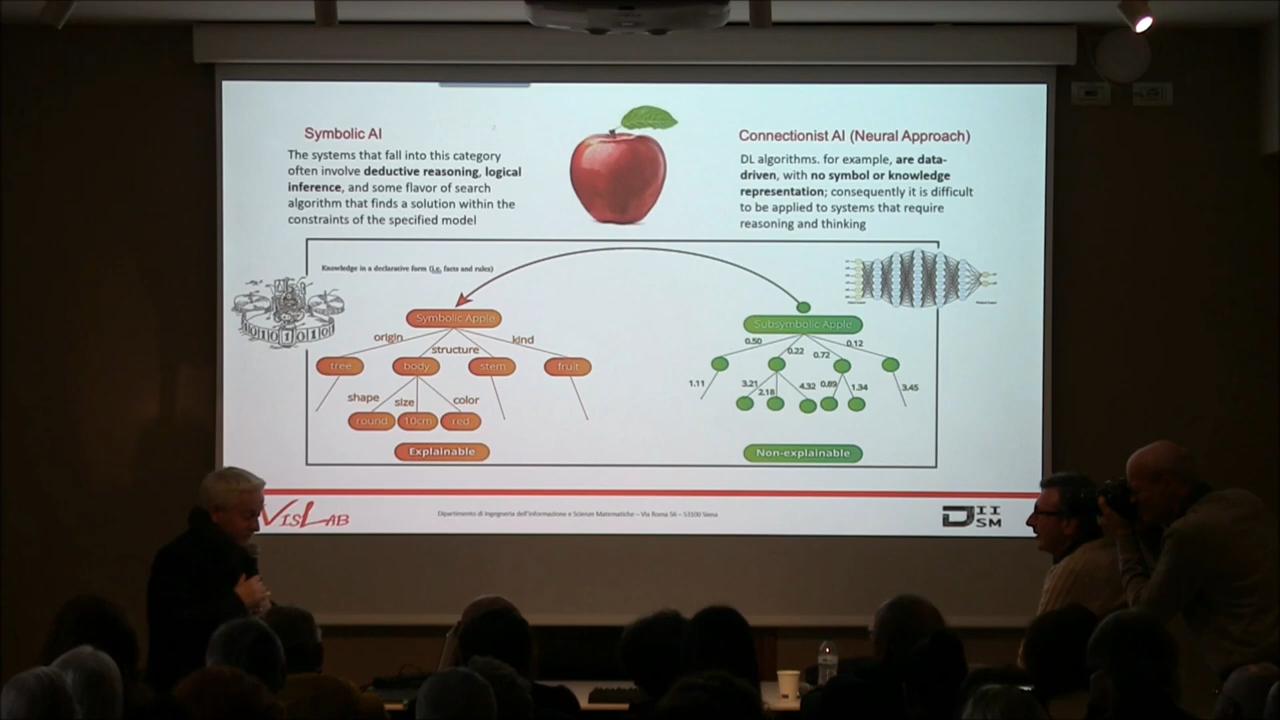 Symbolic AI
The systems that fall into this category
often involve deductive reasoning, logical
inference, and some flavor of search
algorithm that finds a solution within the
constraints of the specified model
Connectionist AI (Neural Approach)
DL algorithms. for example, are data-
driven, with no symbol or knowledge
representation; consequently it is difficult
to be applied to systems that require
reasoning and thinking
Knowledge in a declarative form (i.e. facts and rules)
Symbolic Apple
origin
structure
kind
tree
body
stem
fruit
shape
size
color
round
10cm
red
Explainable
Subsymbolic Apple
0.50
0.22
0.72
0.12
1.11
3.21
2.18
4.32
0.89
1.34
3.45
Non-explainable
VISLAB
Dipartimento di Ingegneria dell'Informazione e Scienze Matematiche – Via Roma 56 – 53100 Siena
DII
SM